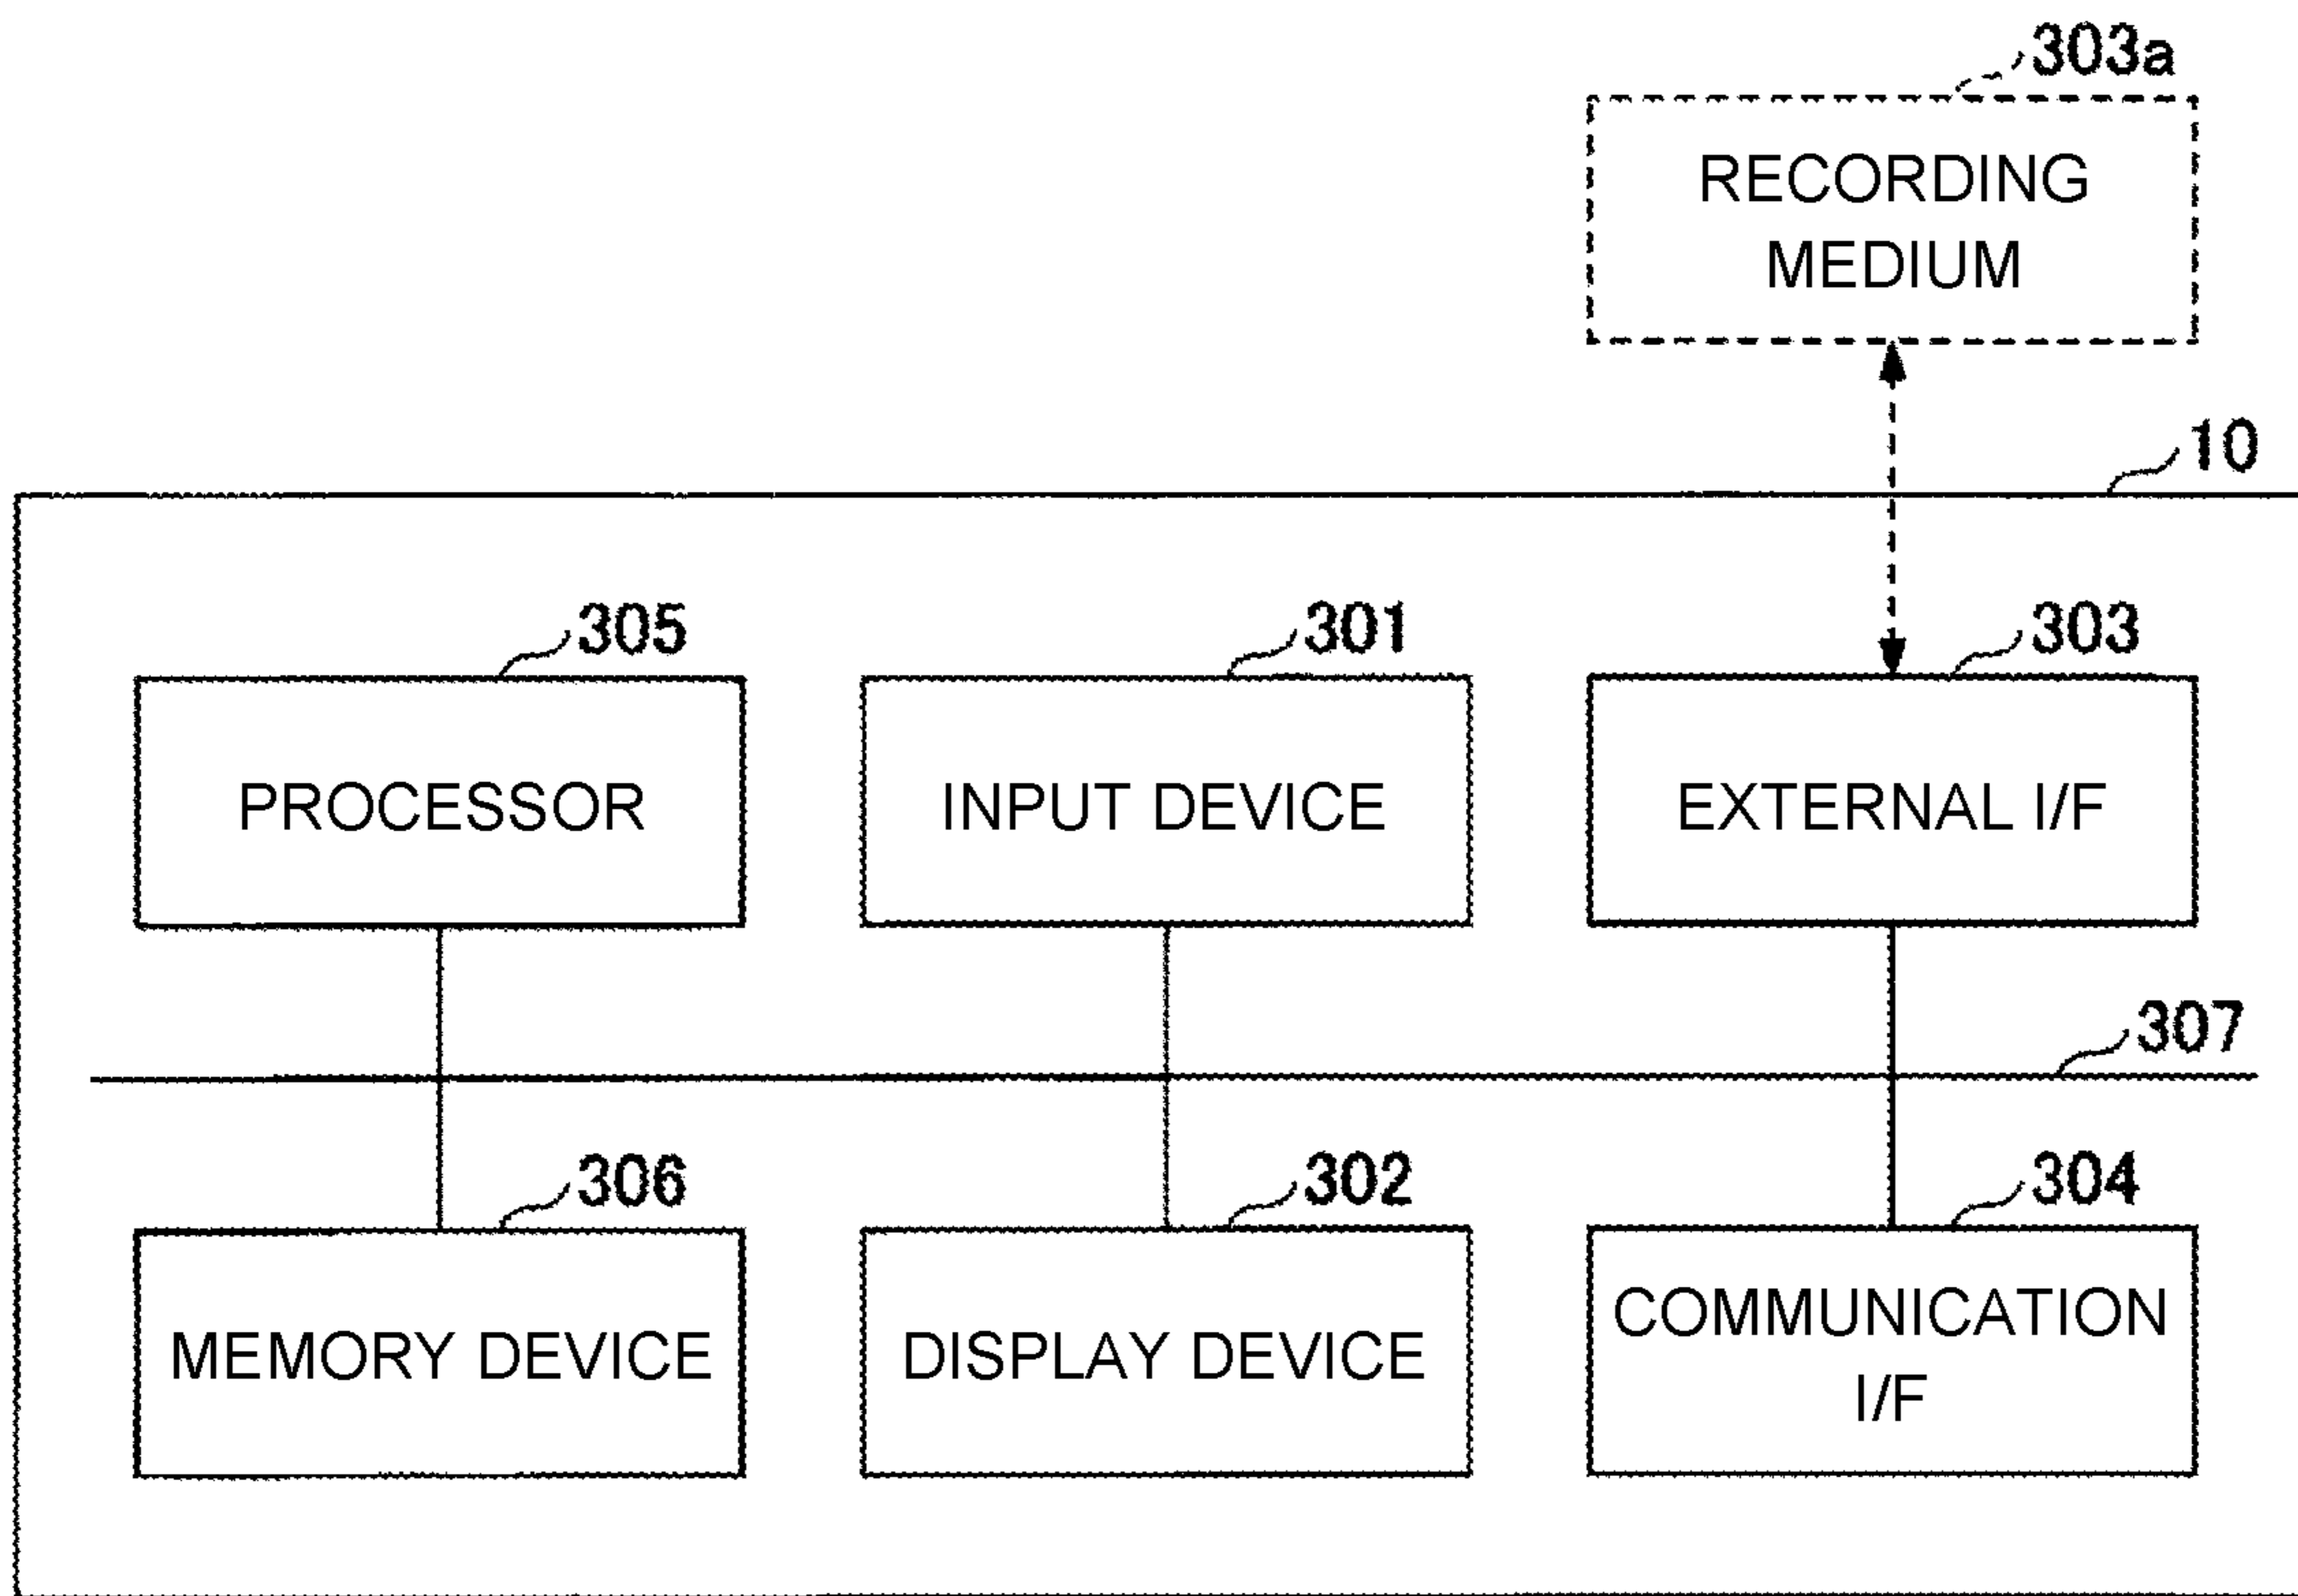 303a
RECORDING
MEDIUM
10
305
301
303
PROCESSOR
INPUT DEVICE
EXTERNAL I/F
307
306
302
304
MEMORY DEVICE
DISPLAY DEVICE
COMMUNICATION
I/F